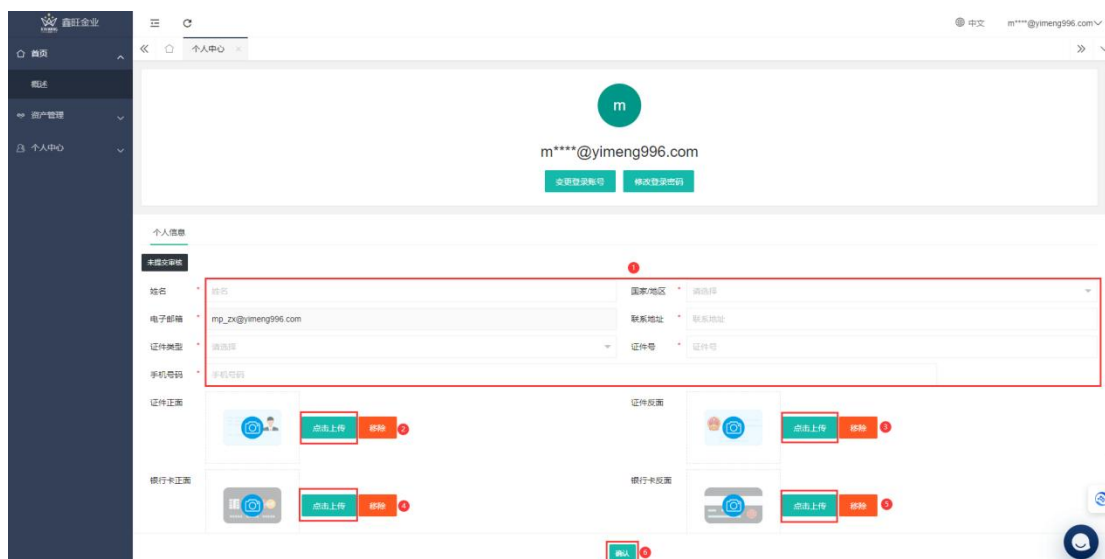 鑫旺金业
中文 m****@yimeng996.com
首页
个人中心 ×
概述
资产管理
个人中心
m
m****@yimeng996.com
变更登录账号 修改登录密码
个人信息
未提交审核
1
姓名 * 姓名 国家/地区 * 请选择
电子邮箱 * mp_zx@yimeng996.com 联系地址 * 联系地址
证件类型 * 请选择 证件号 * 证件号
手机号码 * 手机号码
证件正面 点击上传 移除 2 证件反面 点击上传 移除 3
银行卡正面 点击上传 移除 4 银行卡反面 点击上传 移除 5
确认 6